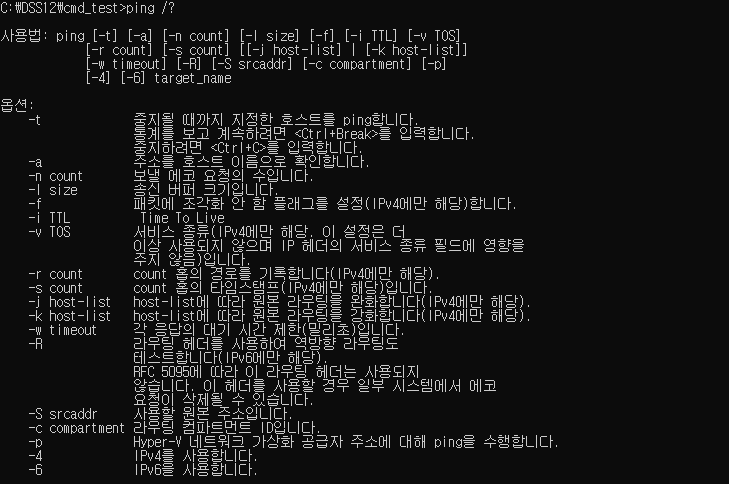 C:\DSS12\cmd_test>ping /?
사용법: ping [-t] [-a] [-n count] [-l size] [-f] [-i TTL] [-v TOS]
[-r count] [-s count] [[-j host-list] | [-k host-list]]
[-w timeout] [-R] [-S srcaddr] [-c compartment] [-p]
[-4] [-6] target_name
옵션:
-t 중지될 때까지 지정한 호스트를 ping합니다.
통계를 보고 계속하려면 <Ctrl+Break>를 입력합니다.
중지하려면 <Ctrl+C>를 입력합니다.
-a 주소를 호스트 이름으로 확인합니다.
-n count 보낼 에코 요청의 수입니다.
-l size 송신 버퍼 크기입니다.
-f 패킷에 조각화 안 함 플래그를 설정(IPv4에만 해당)합니다.
-i TTL Time To Live
-v TOS 서비스 종류(IPv4에만 해당. 이 설정은 더
이상 사용되지 않으며 IP 헤더의 서비스 종류 필드에 영향을
주지 않음)입니다.
-r count count 홉의 경로를 기록합니다(IPv4에만 해당).
-s count count 홉의 타임스탬프(IPv4에만 해당)입니다.
-j host-list host-list에 따라 원본 라우팅을 완화합니다(IPv4에만 해당).
-k host-list host-list에 따라 원본 라우팅을 강화합니다(IPv4에만 해당).
-w timeout 각 응답의 대기 시간 제한(밀리초)입니다.
-R 라우팅 헤더를 사용하여 역방향 라우팅도
테스트합니다(IPv6에만 해당).
RFC 5095에 따라 이 라우팅 헤더는 사용되지
않습니다. 이 헤더를 사용할 경우 일부 시스템에서 에코
요청이 삭제될 수 있습니다.
-S srcaddr 사용할 원본 주소입니다.
-c compartment 라우팅 컴파트먼트 ID입니다.
-p Hyper-V 네트워크 가상화 공급자 주소에 대해 ping을 수행합니다.
-4 IPv4를 사용합니다.
-6 IPv6을 사용합니다.